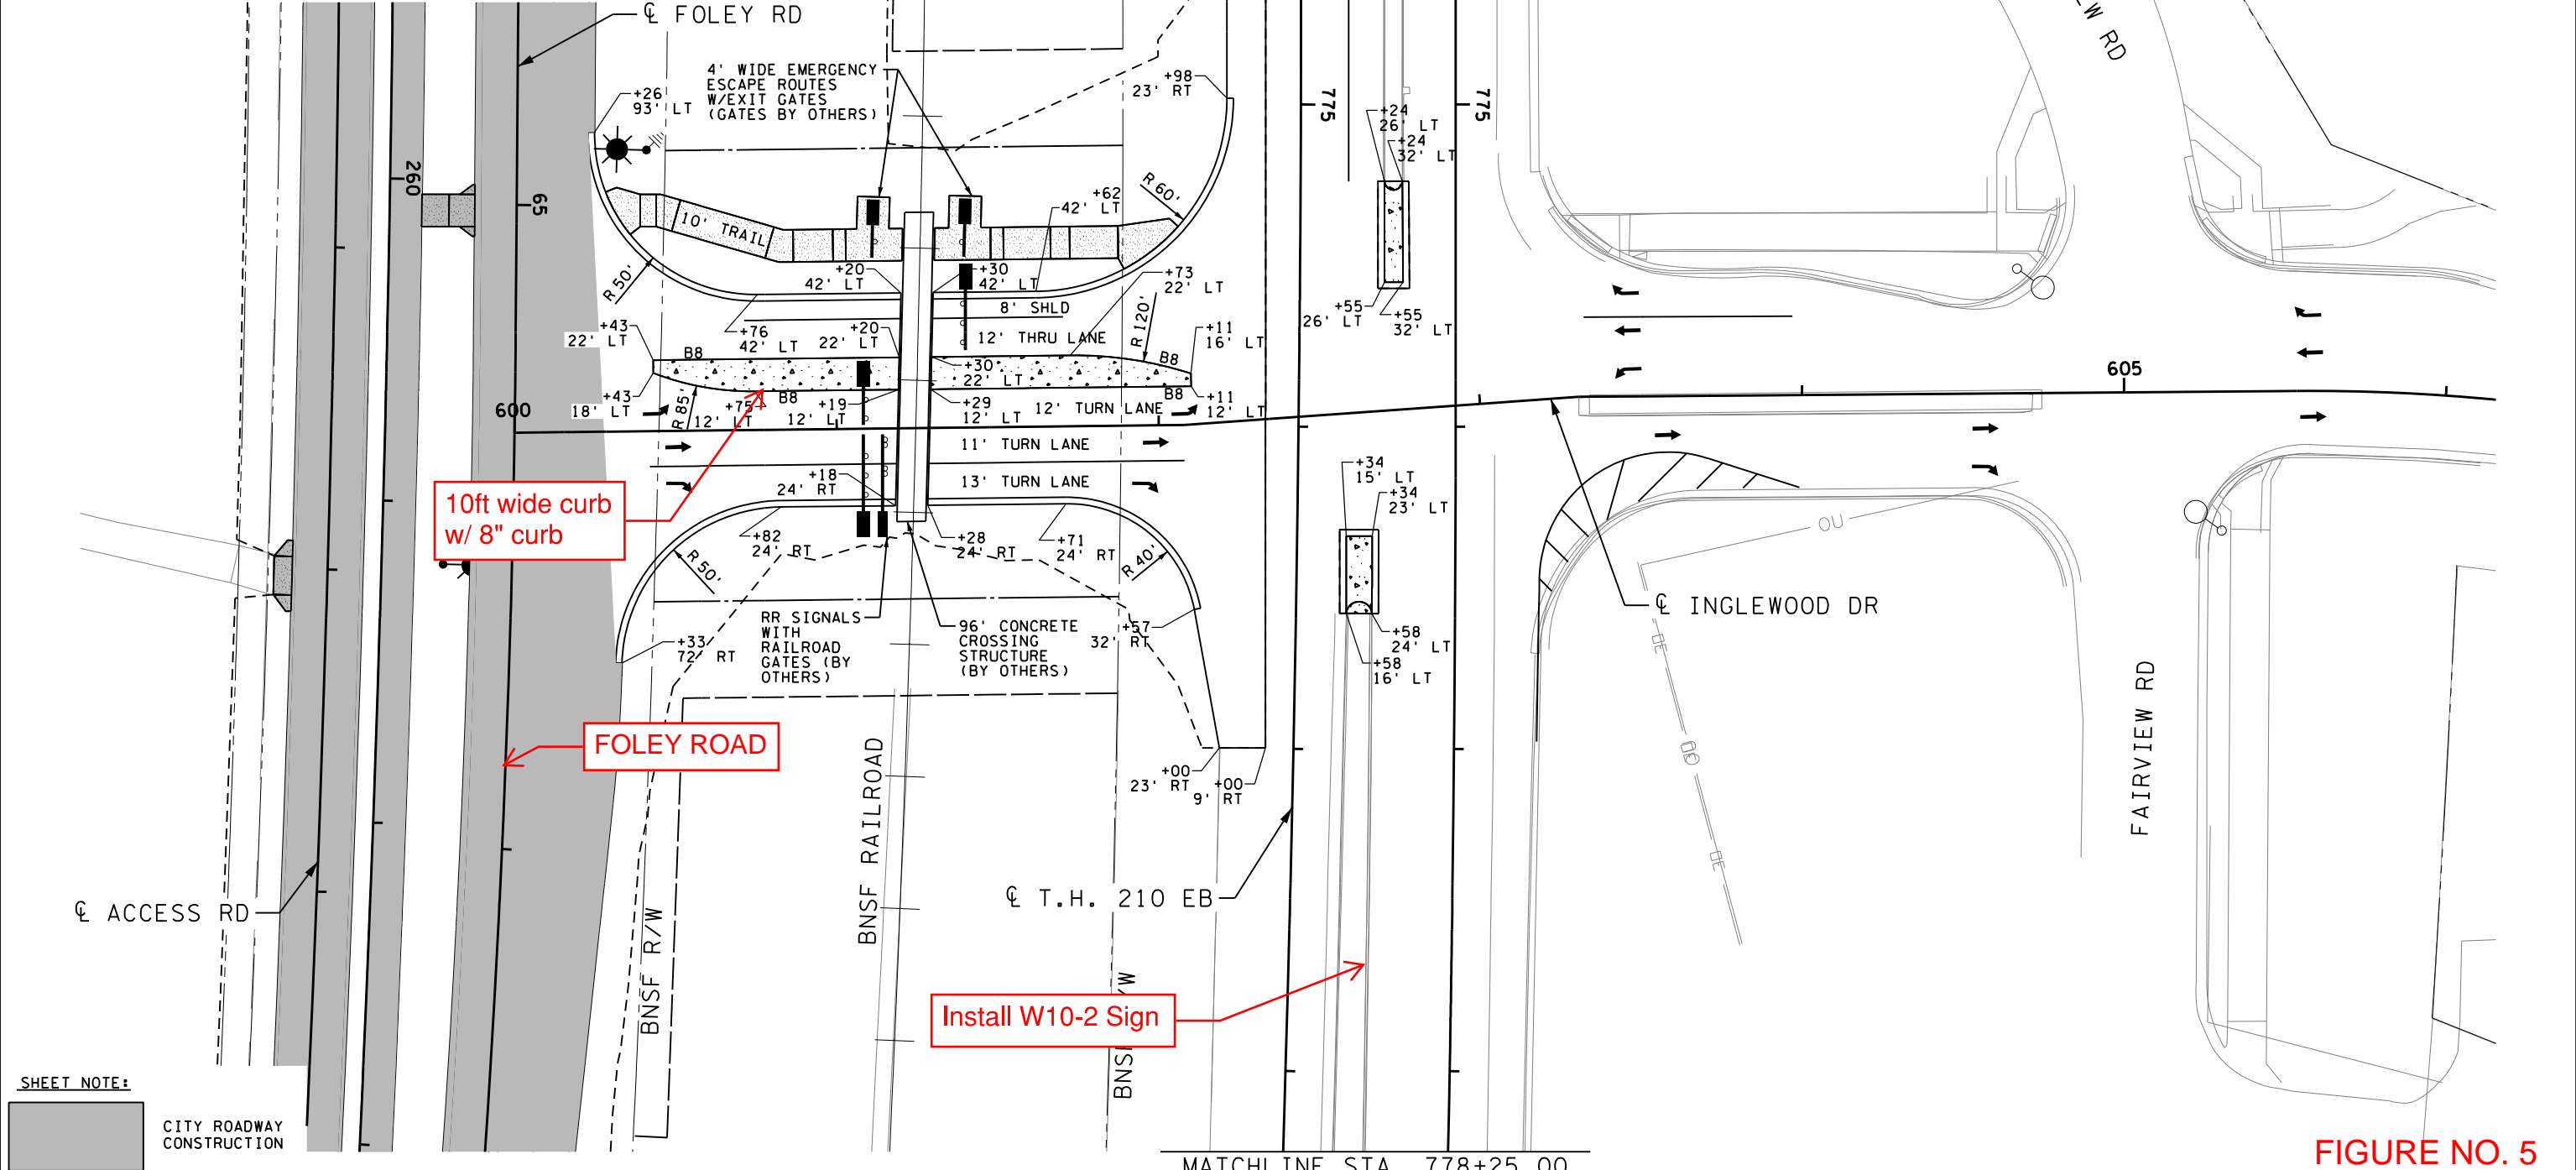 ℄ FOLEY RD
EW RD
4' WIDE EMERGENCY
ESCAPE ROUTES
W/EXIT GATES
(GATES BY OTHERS)
+26
93' LT
+98
23' RT
775
775
+24
26' LT
+24
32' LT
260
65
10' TRAIL
R 60'
+62
42' LT
R 50'
+20
42' LT
+30
42' LT
+73
22' LT
8' SHLD
+43
22' LT
+76
42' LT
+20
22' LT
12' THRU LANE
R 120'
+11
16' LT
+55
26' LT
+55
32' LT
B8
B8
+30
22' LT
605
+43
18' LT
600
R 85'
+75
12' LT
B8
+19
12' LT
+29
12' LT
12' TURN LANE
B8
+11
12' LT
11' TURN LANE
13' TURN LANE
+18
24' RT
+34
15' LT
+34
23' LT
10ft wide curb
w/ 8" curb
OU
+82
24' RT
+28
24' RT
+71
24' RT
R 50'
R 40'
℄ INGLEWOOD DR
RR SIGNALS
WITH
RAILROAD
GATES (BY
OTHERS)
96' CONCRETE
CROSSING
STRUCTURE
(BY OTHERS)
+57
32' RT
+58
24' LT
+58
16' LT
+33
72' RT
FOLEY ROAD
BNSF RAILROAD
+00
23' RT
+00
9' RT
FAIRVIEW RD
℄ ACCESS RD
℄ T.H. 210 EB
BNSF R/W
BNSF R/W
Install W10-2 Sign
SHEET NOTE:
CITY ROADWAY
CONSTRUCTION
MATCHLINE STA. 778+25.00
FIGURE NO. 5